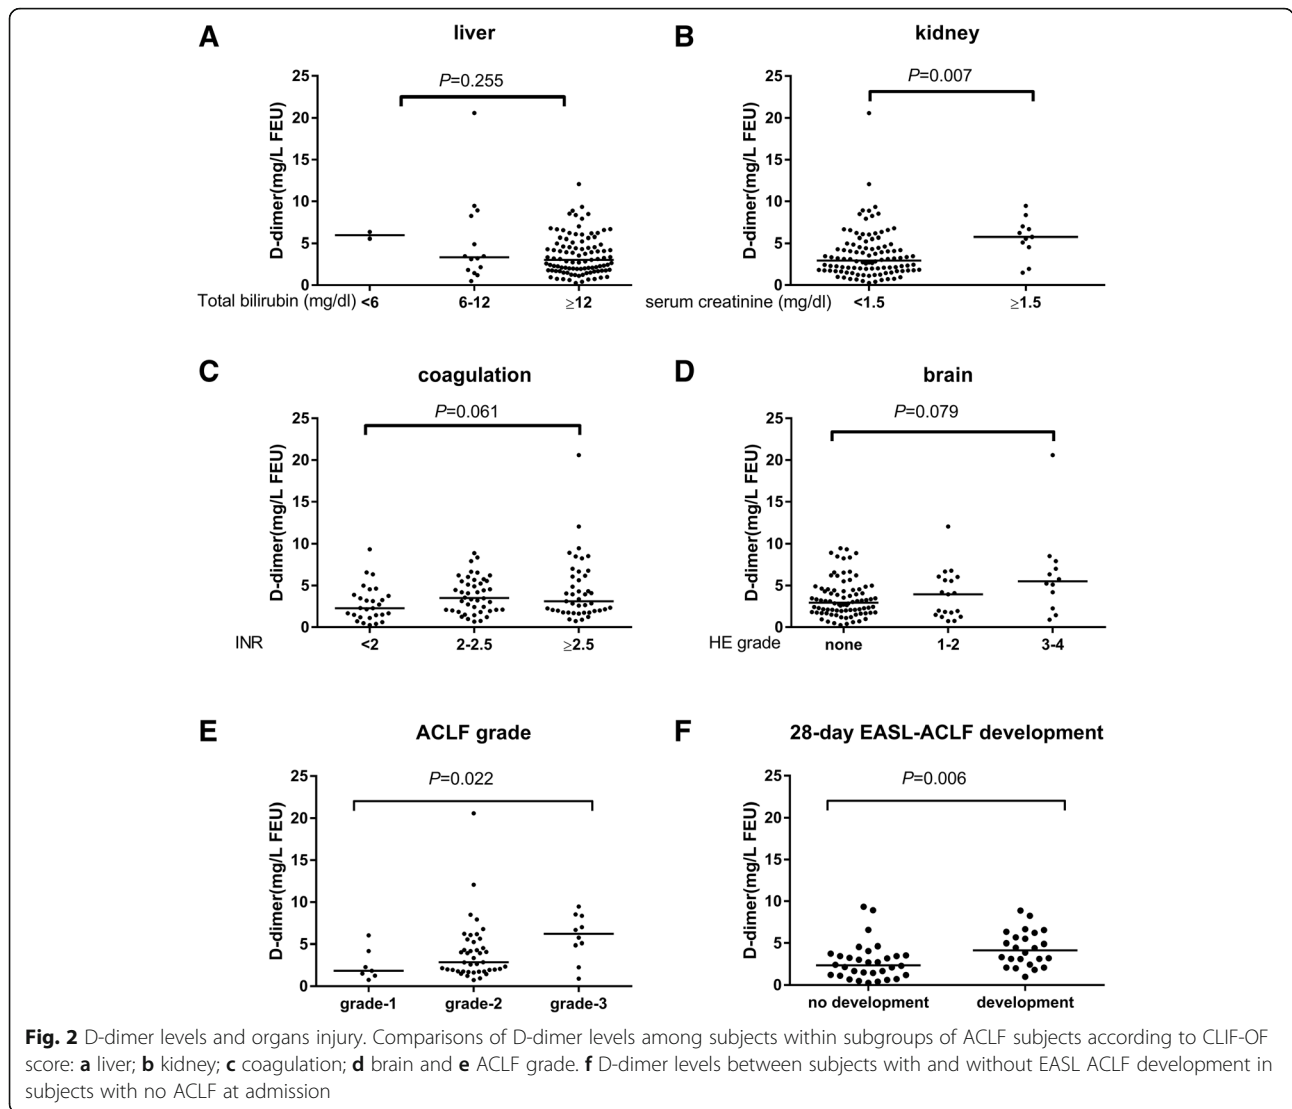 A
liver
P=0.255
D-dimer(mg/L FEU)
25
20
15
10
5
0
Total bilirubin (mg/dl) <6 6-12 ≥12
B
kidney
P=0.007
D-dimer(mg/L FEU)
25
20
15
10
5
0
serum creatinine (mg/dl) <1.5 ≥1.5
C
coagulation
P=0.061
D-dimer(mg/L FEU)
25
20
15
10
5
0
INR <2 2-2.5 ≥2.5
D
brain
P=0.079
D-dimer(mg/L FEU)
25
20
15
10
5
0
HE grade none 1-2 3-4
E
ACLF grade
P=0.022
D-dimer(mg/L FEU)
25
20
15
10
5
0
grade-1 grade-2 grade-3
F
28-day EASL-ACLF development
P=0.006
D-dimer(mg/L FEU)
25
20
15
10
5
0
no development development
Fig. 2 D-dimer levels and organs injury. Comparisons of D-dimer levels among subjects within subgroups of ACLF subjects according to CLIF-OF
score: a liver; b kidney; c coagulation; d brain and e ACLF grade. f D-dimer levels between subjects with and without EASL ACLF development in
subjects with no ACLF at admission